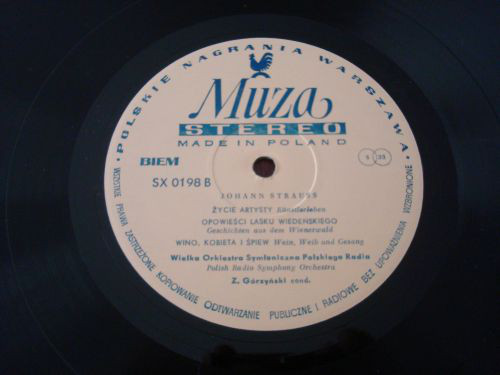 · POLSKIE NAGRANIA WARSZAWA ·
Muza
STEREO
MADE IN POLAND
BIEM
S 33
SX 0198 B
JOHANN STRAUSS
ŻYCIE ARTYSTY Künstlerleben
OPOWIEŚCI LASKU WIEDEŃSKIEGO
Geschichten aus dem Wienerwald
WINO, KOBIETA I ŚPIEW Wein, Weib und Gesang
Wielka Orkiestra Symfoniczna Polskiego Radia
Polish Radio Symphony Orchestra
Z. Górzyński cond.
WSZELKIE PRAWA ZASTRZEŻONE KOPIOWANIE ODTWARZANIE PUBLICZNE I RADIOWE BEZ UPOWAŻNIENIA WZBRONIONE